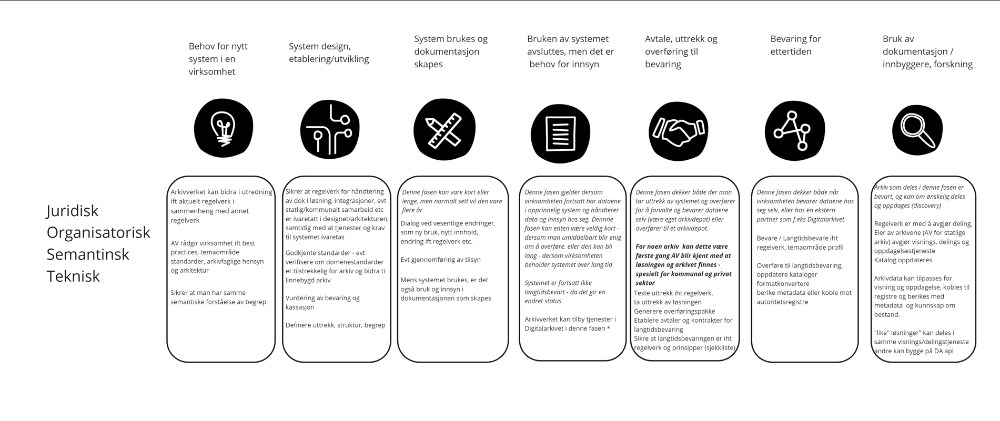 Behov for nytt
system i en
virksomhet
System design,
etablering/utvikling
System brukes og
dokumentasjon
skapes
Bruken av systemet
avsluttes, men det er
behov for innsyn
Avtale, uttrekk og
overføring til
bevaring
Bevaring for
ettertiden
Bruk av
dokumentasjon /
innbyggere, forskning
Juridisk
Organisatorisk
Semantinsk
Teknisk
Arkivverket kan bidra i utredning
ift aktuelt regelverk i
sammenheng med annet
regelverk
AV rådgir virksomhet ift best
practices, temaområde
standarder, arkivfaglige hensyn
og arkitektur
Sikrer at man har samme
semantiske forståelse av begrep
Sikrer at regelverk for håndtering
av dok i løsning, integrasjoner, evt
statlig/kommunalt samarbeid etc
er ivaretatt i designet/arkitekturen,
samtidig med at tjenester og krav
til systemet ivaretas
Godkjente standarder - evt
verifisere om domenestandarder
er tilstrekkelig for arkiv og bidra ti
linnebygd arkiv
Vurdering av bevaring og
kassasjon
Definere uttrekk, struktur, begrep
Denne fasen kan vare kort eller
lenge, men normalt sett vil den vare
flere år
Dialog ved vesentlige endringer,
som ny bruk, nytt innhold,
endring ift regelverk etc.
Evt gjennomføring av tilsyn
Mens systemet brukes, er det
også bruk og innsyn i
dokumentasjonen som skapes
Denne fasen gjelder dersom
virksomheten fortsatt har dataene
i opprinnelig system og håndterer
data og innsyn hos seg. Dennne
fasen kan enten være veldig kort -
dersom man umiddelbart blir enig
om å overføre. eller den kan bli
lang - dersom virksomheten
beholder systemet over lang tid
Systemet er fortsatt ikke
langtidsbevart - da det gir en
endret status
Arkivverket kan tilby tjenester i
Digitalarkivet i denne fasen *
Denne fasen dekker både der man
tar uttrekk av systemet og overfører
for å forvalte og bevarer dataene
selv (være eget arkivdepot) eller
overfører til et arkivdepot.
For noen arkiv kan dette være
første gang AV blir kjent med at
løsningen og arkivet finnes -
spesielt for kommunal og privat
sektor
Teste uttrekk iht regelverk,
ta uttrekk av løsningen
Generere overføringspakke
Etablere avtaler og kontrakter for
langtidsbevaring
Sikre at langtidsbevaringen er iht
regelverk og prinsipper (sjekkliste)
Denne fasen dekker både når
virksomheten bevarer dataene hos
seg selv, eller hos en ekstern
partner som f.eks Digitalarkivet
Bevare / Langtidsbevare iht
regelverk, temaområde profil
Overføre til langtidsbevaring,
oppdatere kataloger
formatkonvertere
berike metadata eller koble mot
autoritetsregistre
Arkiv som deles i denne fasen er
bevart, og kan om ønskelig deles
og oppdages (discovery)
Regelverk er med å avgjør deling,
Eier av arkivene (AV for statlige
arkiv) avgjør visnings, delings og
oppdagelsestjeneste
Katalog oppdateres
Arkivdata kan tilpasses for
visning og oppdagelse, kobles til
registre og berikes med
metadata og kunnskap om
bestand.
"like" løsninger" kan deles i
samme visnings/delingstjeneste
andre kan bygge på DA api